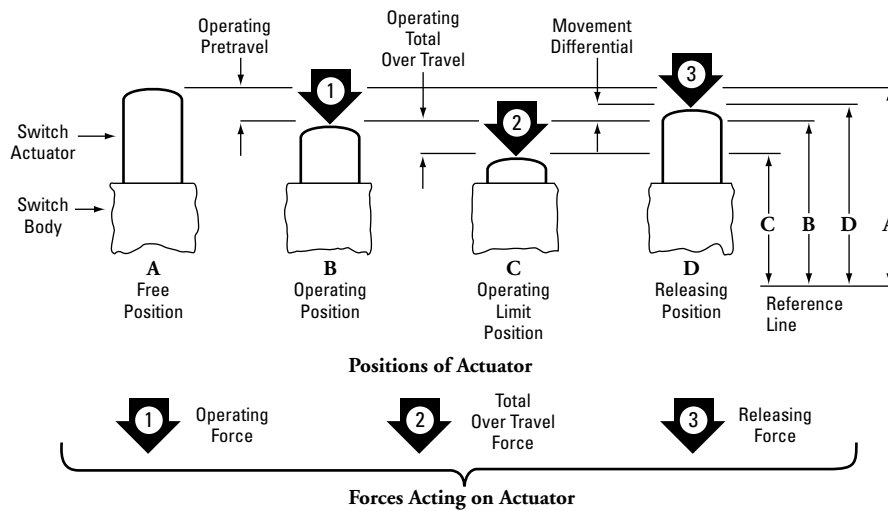 Operating
Pretravel
Operating
Total
Over Travel
Movement
Differential
1
2
3
Switch
Actuator
Switch
Body
C
B
D
A
A
Free
Position
B
Operating
Position
C
Operating
Limit
Position
D
Releasing
Position
Reference
Line
Positions of Actuator
1
Operating
Force
2
Total
Over Travel
Force
3
Releasing
Force
Forces Acting on Actuator